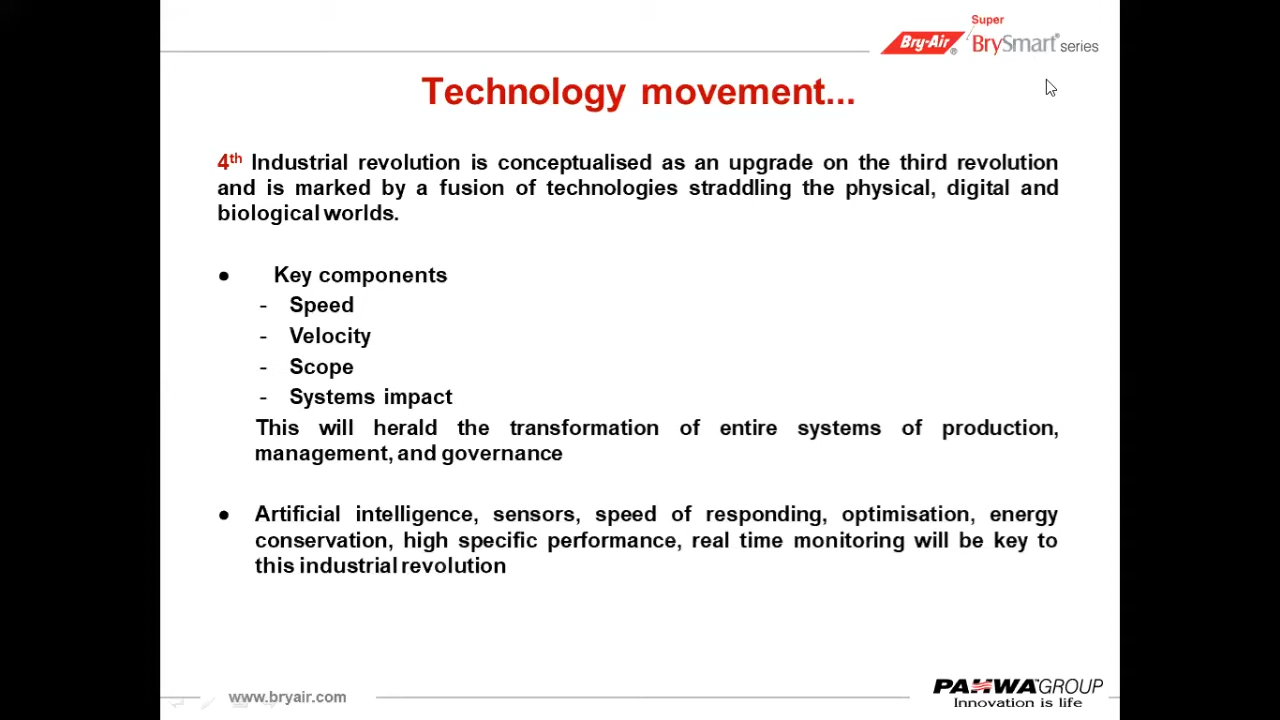 Super
Bry-Air® BrySmart® series
Technology movement...
4th Industrial revolution is conceptualised as an upgrade on the third revolution
and is marked by a fusion of technologies straddling the physical, digital and
biological worlds.
● Key components
- Speed
- Velocity
- Scope
- Systems impact
This will herald the transformation of entire systems of production,
management, and governance
● Artificial intelligence, sensors, speed of responding, optimisation, energy
conservation, high specific performance, real time monitoring will be key to
this industrial revolution
www.bryair.com
PAHWA GROUP
Innovation is life